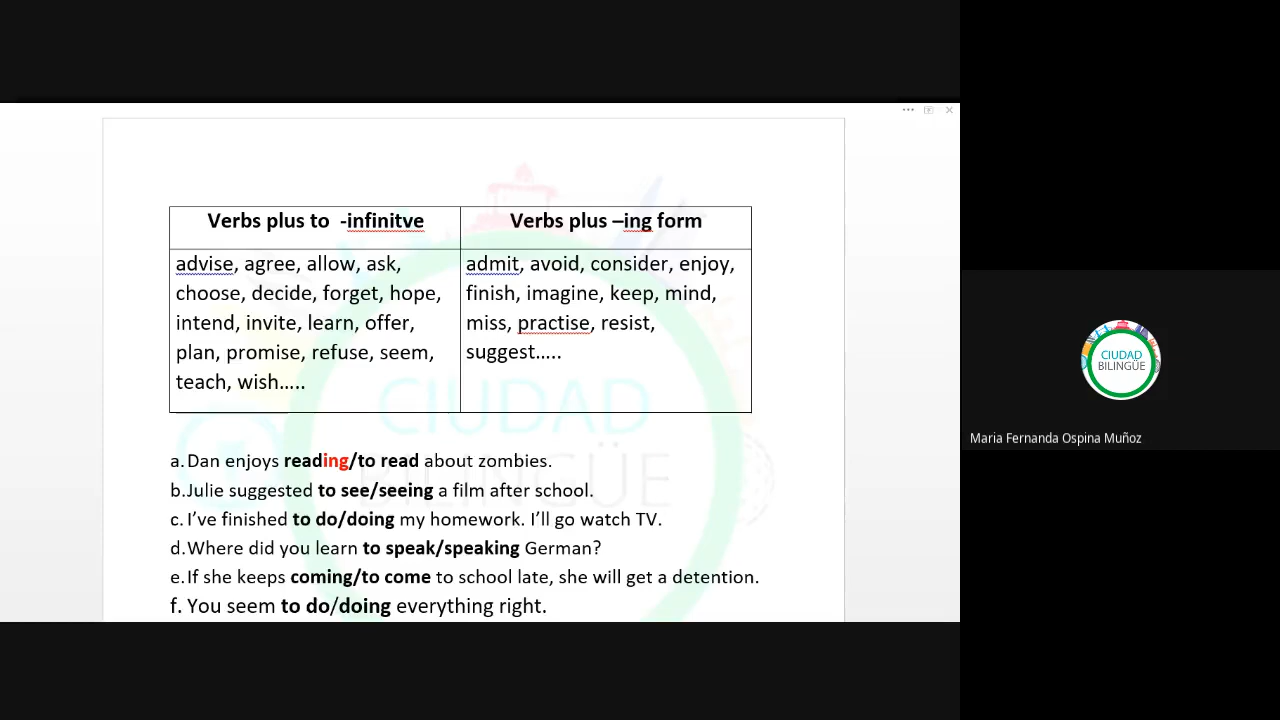 Verbs plus to -infinitve
Verbs plus –ing form
advise, agree, allow, ask,
choose, decide, forget, hope,
intend, invite, learn, offer,
plan, promise, refuse, seem,
teach, wish…..
admit, avoid, consider, enjoy,
finish, imagine, keep, mind,
miss, practise, resist,
suggest…..
CIUDAD
BILINGÜE
a. Dan enjoys reading/to read about zombies.
b. Julie suggested to see/seeing a film after school.
c. I've finished to do/doing my homework. I'll go watch TV.
d. Where did you learn to speak/speaking German?
e. If she keeps coming/to come to school late, she will get a detention.
f. You seem to do/doing everything right.
CIUDAD
BILINGÜE
Maria Fernanda Ospina Muñoz